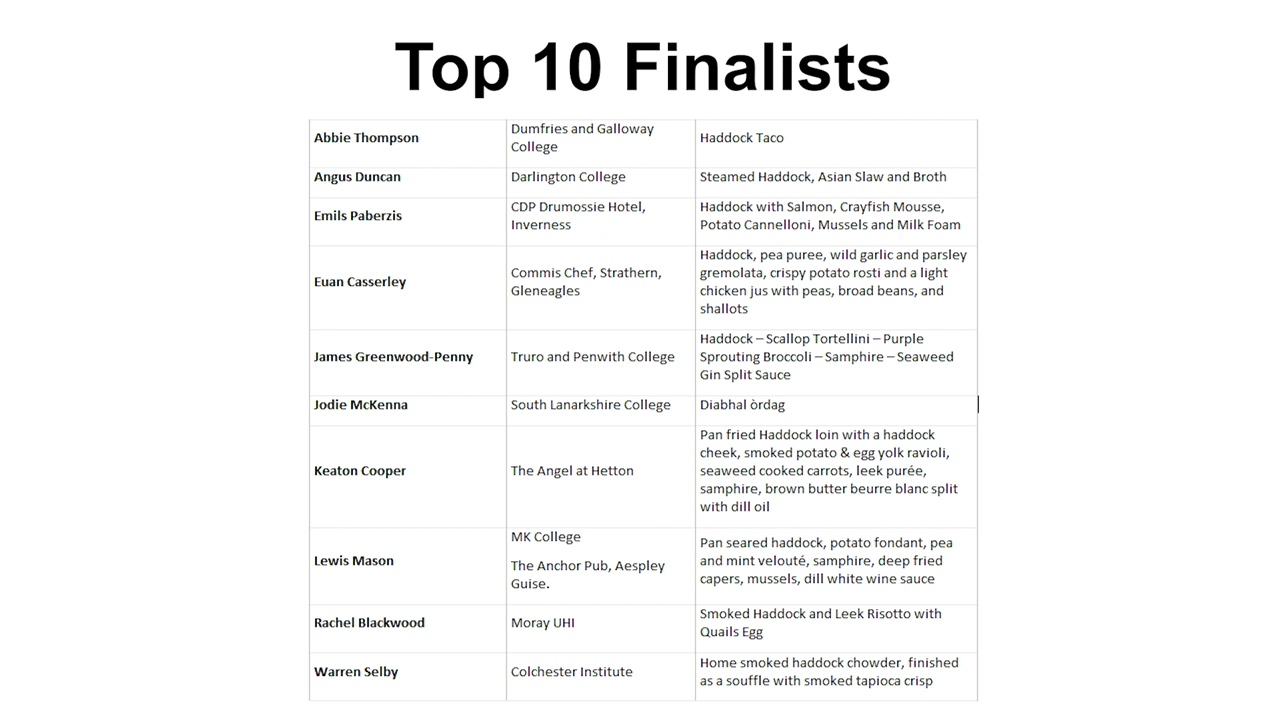 Top 10 Finalists
Abbie Thompson
Dumfries and Galloway
College
Haddock Taco
Angus Duncan
Darlington College
Steamed Haddock, Asian Slaw and Broth
Emils Paberzis
CDP Drumossie Hotel,
Inverness
Haddock with Salmon, Crayfish Mousse,
Potato Cannelloni, Mussels and Milk Foam
Euan Casserley
Commis Chef, Strathern,
Gleneagles
Haddock, pea puree, wild garlic and parsley
gremolata, crispy potato rosti and a light
chicken jus with peas, broad beans, and
shallots
James Greenwood-Penny
Truro and Penwith College
Haddock – Scallop Tortellini – Purple
Sprouting Broccoli – Samphire – Seaweed
Gin Split Sauce
Jodie McKenna
South Lanarkshire College
Diabhal òrdag
Keaton Cooper
The Angel at Hetton
Pan fried Haddock loin with a haddock
cheek, smoked potato & egg yolk ravioli,
seaweed cooked carrots, leek purée,
samphire, brown butter beurre blanc split
with dill oil
Lewis Mason
MK College
The Anchor Pub, Aespley
Guise.
Pan seared haddock, potato fondant, pea
and mint velouté, samphire, deep fried
capers, mussels, dill white wine sauce
Rachel Blackwood
Moray UHI
Smoked Haddock and Leek Risotto with
Quails Egg
Warren Selby
Colchester Institute
Home smoked haddock chowder, finished
as a souffle with smoked tapioca crisp